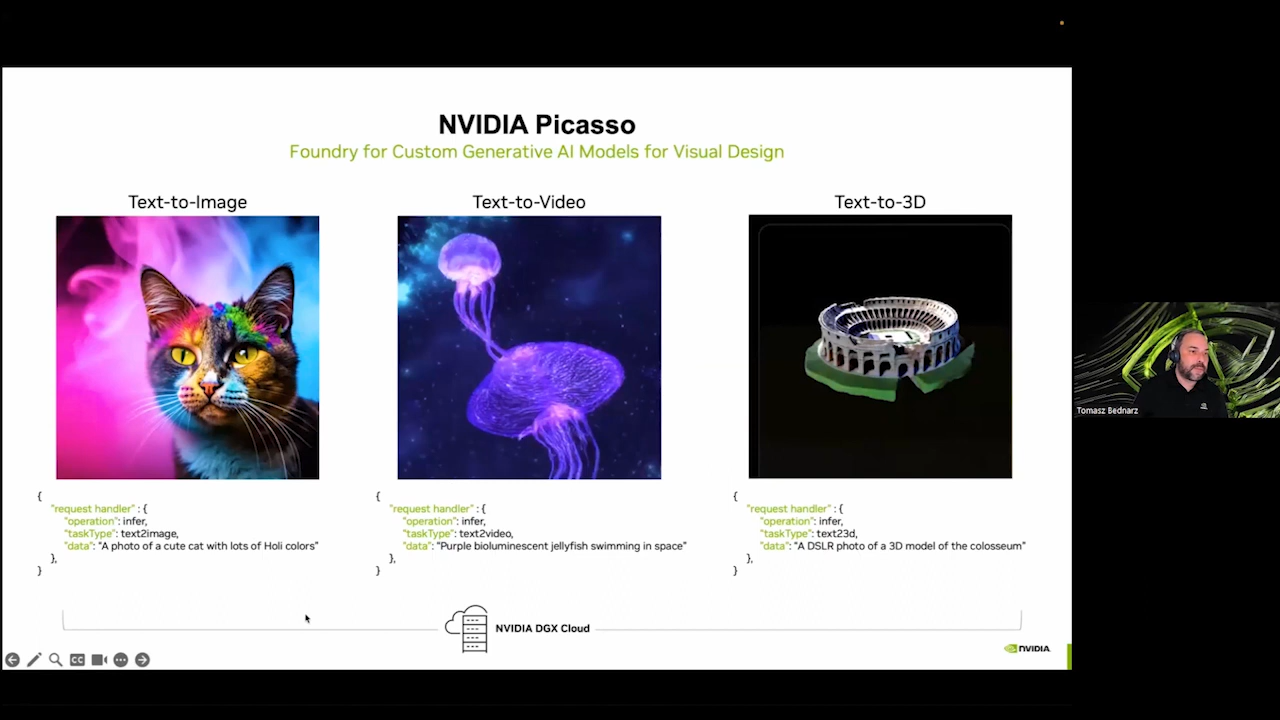 NVIDIA Picasso
Foundry for Custom Generative AI Models for Visual Design
Text-to-Image
Text-to-Video
Text-to-3D
{
"request handler" : {
"operation": infer,
"taskType": text2image,
"data": "A photo of a cute cat with lots of Holi colors"
},
}
{
"request handler" : {
"operation": infer,
"taskType": text2video,
"data": "Purple bioluminescent jellyfish swimming in space"
},
}
{
"request handler" : {
"operation": infer,
"taskType": text23d,
"data": "A DSLR photo of a 3D model of the colosseum"
},
}
NVIDIA DGX Cloud
NVIDIA
CC
Tomasz Bednarz